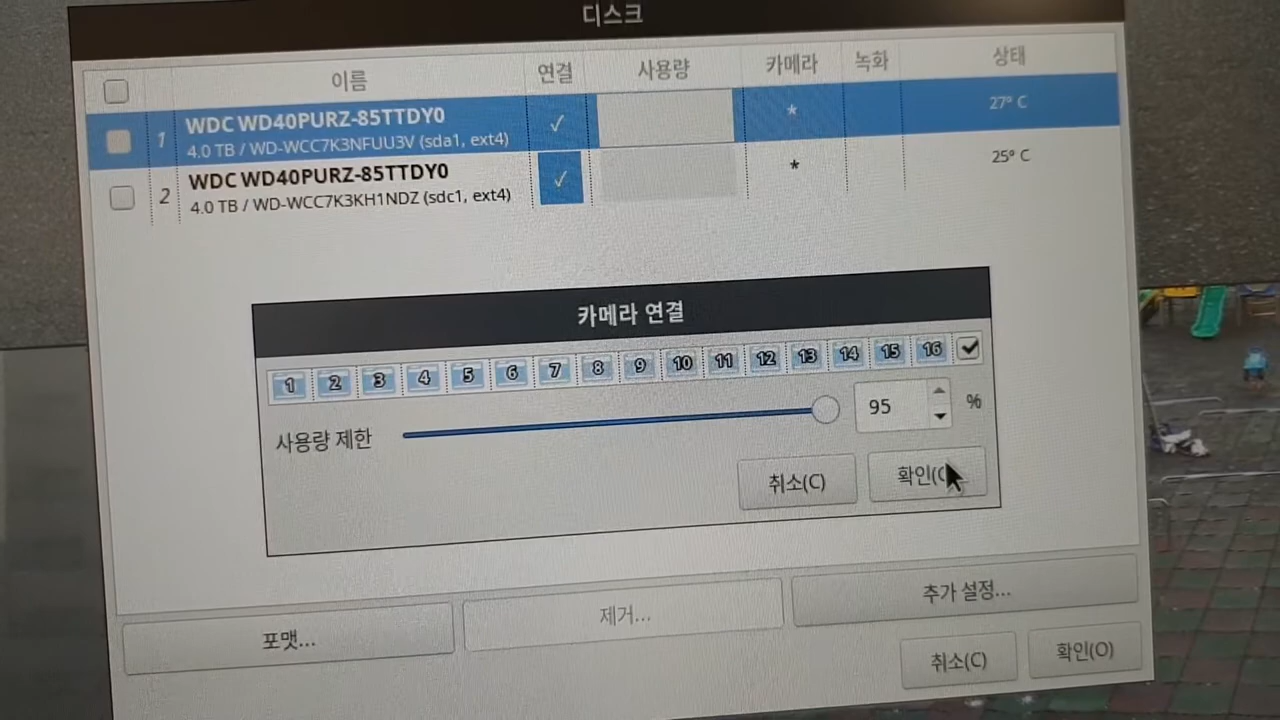 디스크
이름 연결 사용량 카메라 녹화 상태
1 WDC WD40PURZ-85TTDY0 ✓ * 27° C
4.0 TB / WD-WCC7K3NFUU3V (sda1, ext4)
2 WDC WD40PURZ-85TTDY0 ✓ * 25° C
4.0 TB / WD-WCC7K3KH1NDZ (sdc1, ext4)
카메라 연결
1 2 3 4 5 6 7 8 9 10 11 12 13 14 15 16
사용량 제한 95 %
취소(C) 확인(
포맷... 제거... 추가 설정...
취소(C) 확인(O)